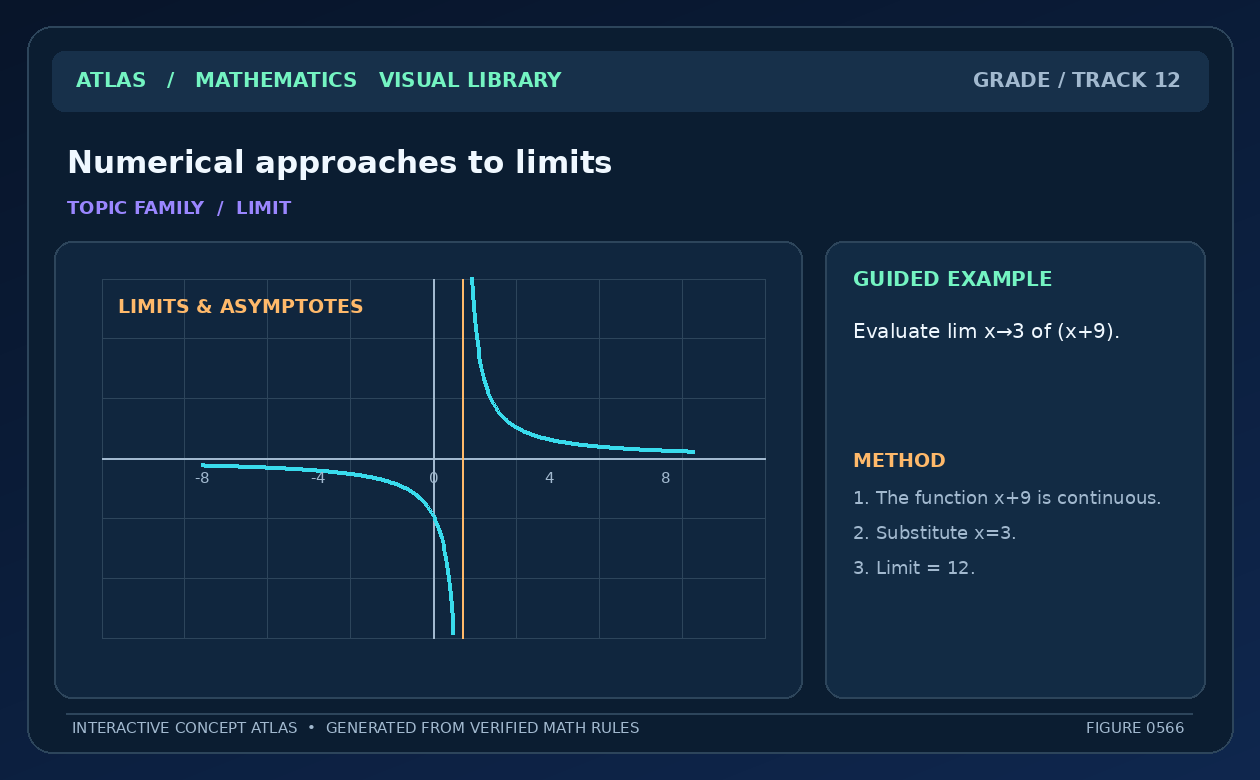 ATLAS / MATHEMATICS VISUAL LIBRARY
GRADE / TRACK 12
Numerical approaches to limits
TOPIC FAMILY / LIMIT
LIMITS & ASYMPTOTES
-8 -4 0 4 8
GUIDED EXAMPLE
Evaluate lim x→3 of (x+9).
METHOD
1. The function x+9 is continuous.
2. Substitute x=3.
3. Limit = 12.
INTERACTIVE CONCEPT ATLAS • GENERATED FROM VERIFIED MATH RULES
FIGURE 0566